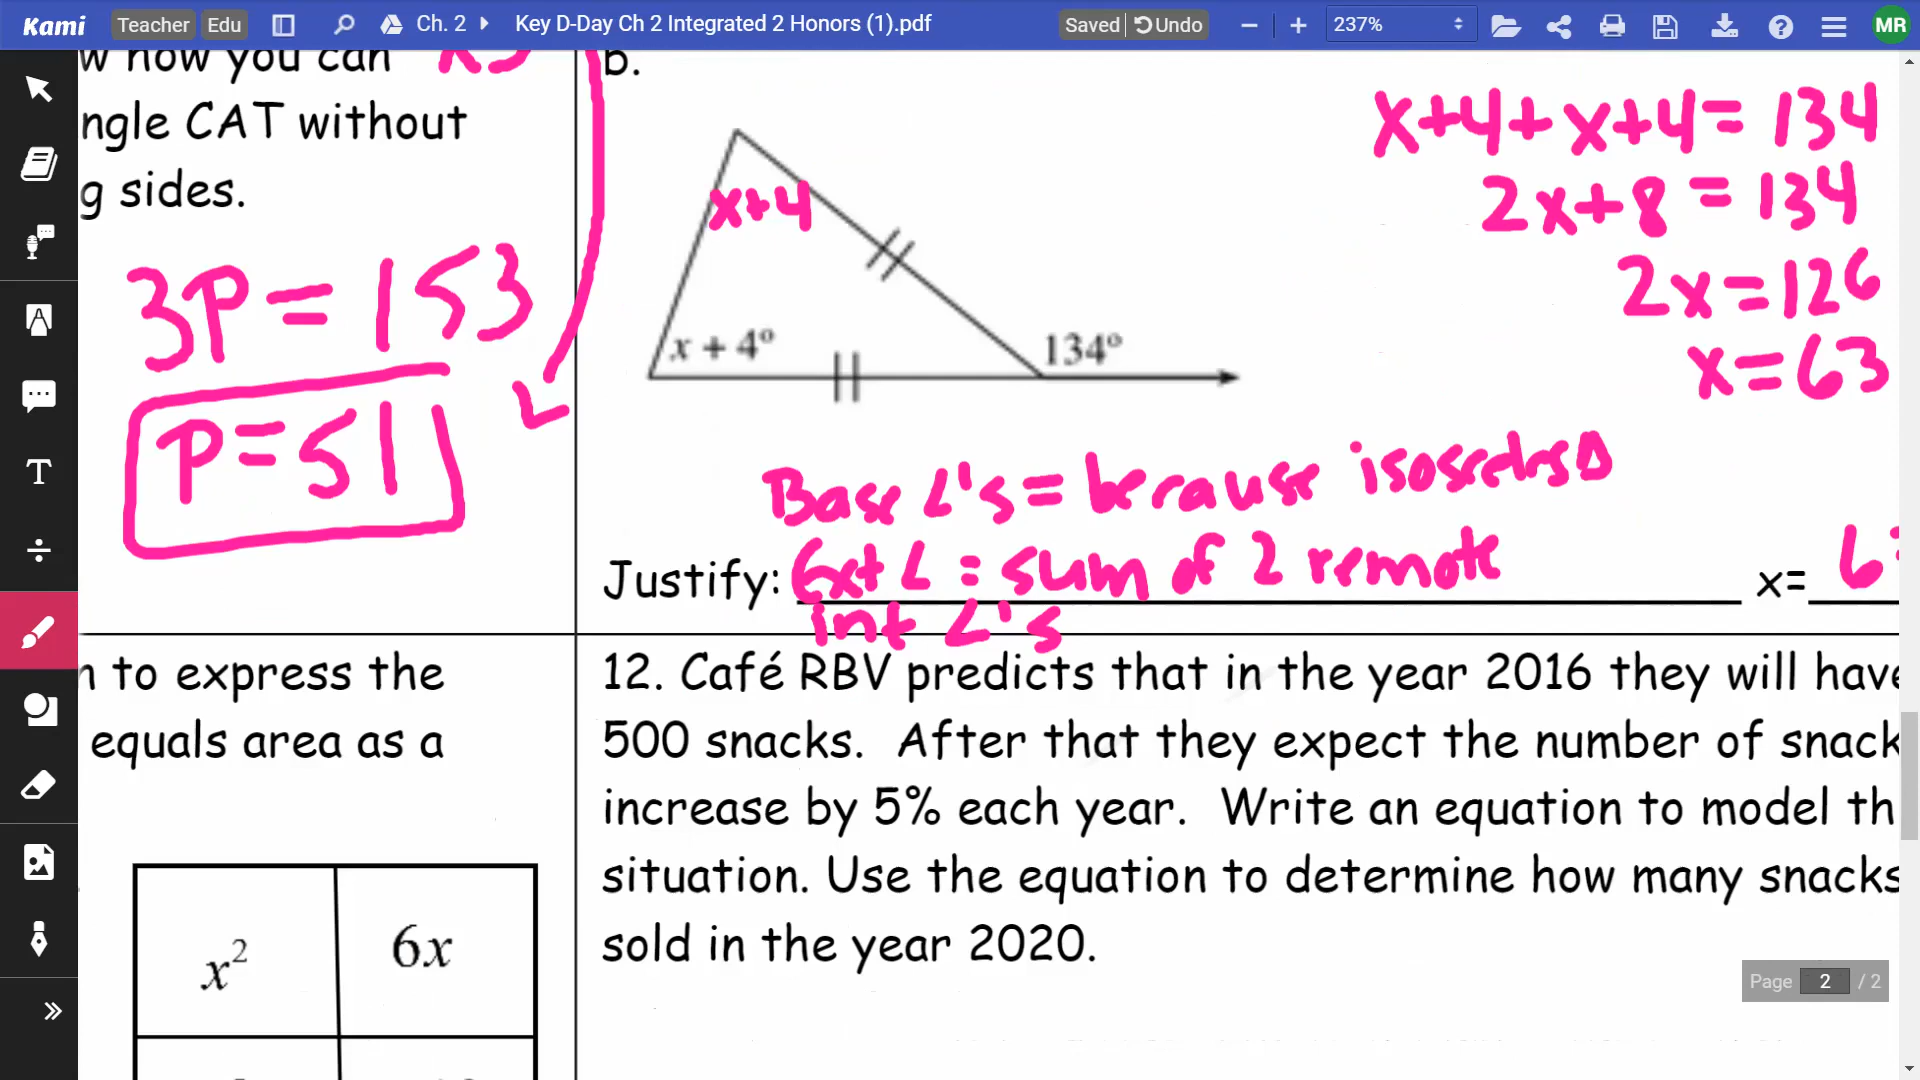 Kami Teacher Edu Ch. 2 Key D-Day Ch 2 Integrated 2 Honors (1).pdf Saved Undo 237% MR
w how you can
ngle CAT without
g sides.
3P = 153
P = 51
b.
x+4
x + 4°
134°
x+4+x+4= 134
2x+8 = 134
2x=126
x=63
Base ∠'s = because isosceles Δ
Justify: Ext ∠ = sum of 2 remote
int ∠'s
x=
n to express the
equals area as a
x²
6x
12. Café RBV predicts that in the year 2016 they will have
500 snacks. After that they expect the number of snack
increase by 5% each year. Write an equation to model th
situation. Use the equation to determine how many snacks
sold in the year 2020.
Page 2 / 2